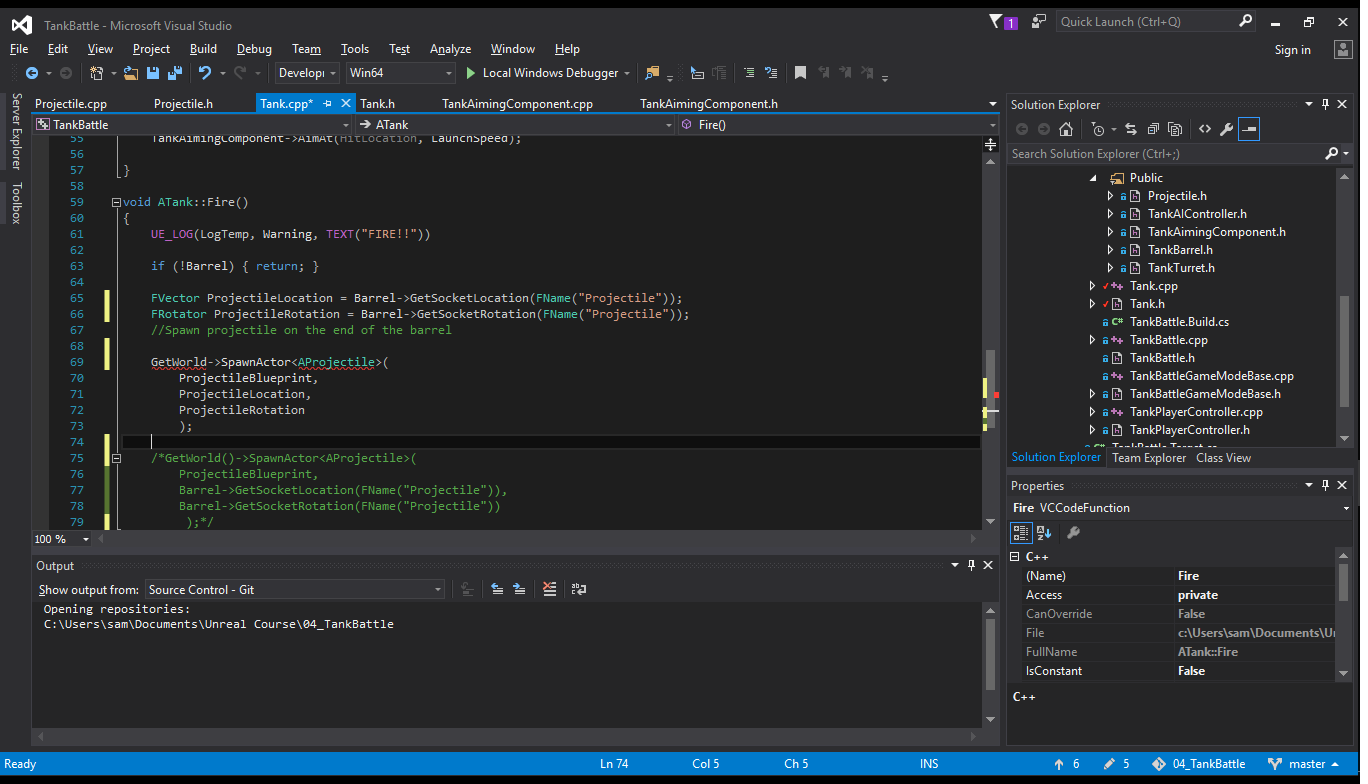 TankBattle - Microsoft Visual Studio
1
Quick Launch (Ctrl+Q)
File Edit View Project Build Debug Team Tools Test Analyze Window Help
Sign in
Develop Win64 Local Windows Debugger
Server Explorer
Toolbox
Projectile.cpp Projectile.h Tank.cpp* Tank.h TankAimingComponent.cpp TankAimingComponent.h
TankBattle ATank Fire()
55 TankAimingComponent->AimAt(HitLocation, LaunchSpeed);
56
57 }
58
59 void ATank::Fire()
60 {
61 UE_LOG(LogTemp, Warning, TEXT("FIRE!!"))
62
63 if (!Barrel) { return; }
64
65 FVector ProjectileLocation = Barrel->GetSocketLocation(FName("Projectile"));
66 FRotator ProjectileRotation = Barrel->GetSocketRotation(FName("Projectile"));
67 //Spawn projectile on the end of the barrel
68
69 GetWorld->SpawnActor<AProjectile>(
70 ProjectileBlueprint,
71 ProjectileLocation,
72 ProjectileRotation
73 );
74
75 /*GetWorld()->SpawnActor<AProjectile>(
76 ProjectileBlueprint,
77 Barrel->GetSocketLocation(FName("Projectile")),
78 Barrel->GetSocketRotation(FName("Projectile"))
79 );*/
100 %
Output
Show output from: Source Control - Git
Opening repositories:
C:\Users\sam\Documents\Unreal Course\04_TankBattle
Solution Explorer
Search Solution Explorer (Ctrl+;)
Public
Projectile.h
TankAIController.h
TankAimingComponent.h
TankBarrel.h
TankTurret.h
Tank.cpp
Tank.h
TankBattle.Build.cs
TankBattle.cpp
TankBattle.h
TankBattleGameModeBase.cpp
TankBattleGameModeBase.h
TankPlayerController.cpp
TankPlayerController.h
TankBattle.Target.cs
Solution Explorer Team Explorer Class View
Properties
Fire VCCodeFunction
C++
(Name) Fire
Access private
CanOverride False
File c:\Users\sam\Documents\Ur
FullName ATank::Fire
IsConstant False
C++
Ready Ln 74 Col 5 Ch 5 INS 6 5 04_TankBattle master